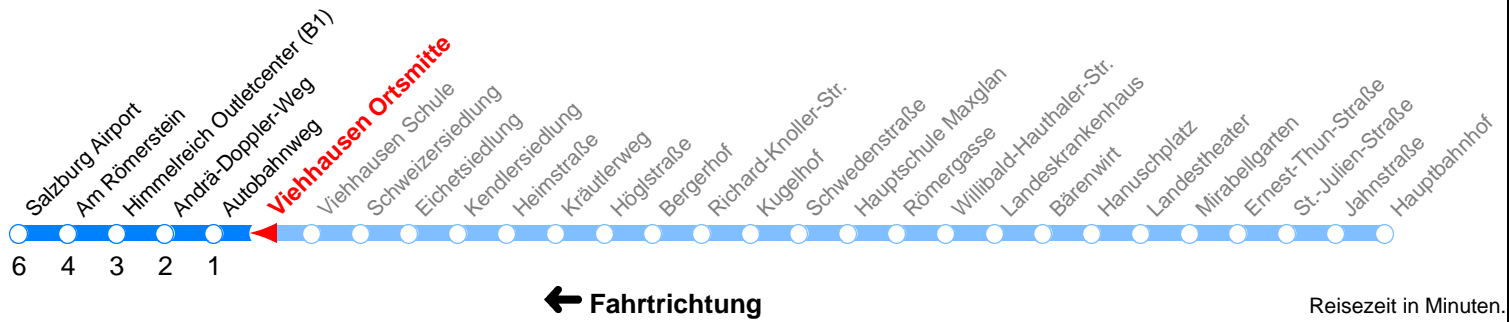 Salzburg Airport
Am Römerstein
Himmelreich Outletcenter (B1)
Andrä-Doppler-Weg
Autobahnweg
Viehhausen Ortsmitte
Viehhausen Schule
Schweizersiedlung
Eichetsiedlung
Kendlersiedlung
Heimstraße
Kräutlerweg
Höglstraße
Bergerhof
Richard-Knoller-Str.
Kugelhof
Schwedenstraße
Hauptschule Maxglan
Römergasse
Willibald-Hauthaler-Str.
Landeskrankenhaus
Bärenwirt
Hanuschplatz
Landestheater
Mirabellgarten
Ernest-Thun-Straße
St.-Julien-Straße
Jahnstraße
Hauptbahnhof
6 4 3 2 1
Fahrtrichtung
Reisezeit in Minuten.